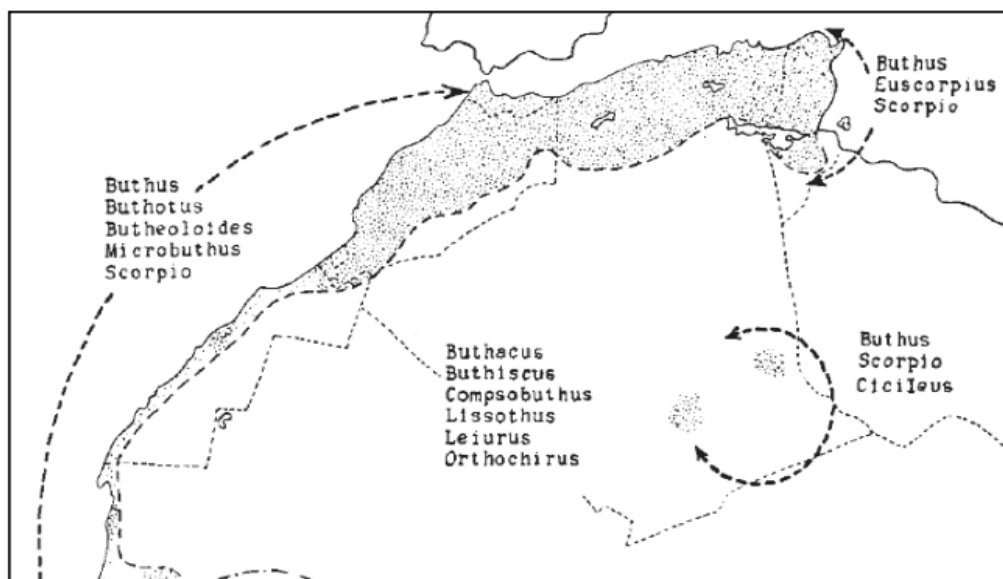 Buthus
Euscorpius
Scorpio
Buthus
Buthotus
Butheoloides
Microbuthus
Scorpio
Buthacus
Buthiscus
Compsobuthus
Lissothus
Leiurus
Orthochirus
Buthus
Scorpio
Cicileus